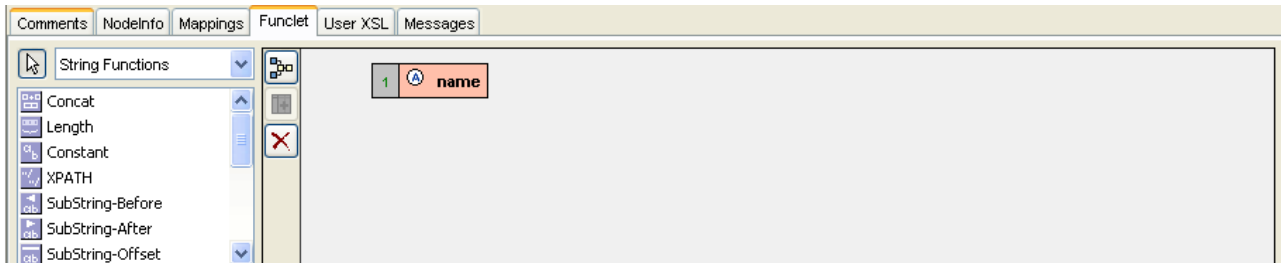 Comments NodeInfo Mappings Funclet User XSL Messages
String Functions
1 A name
Concat
Length
Constant
XPATH
SubString-Before
SubString-After
SubString-Offset